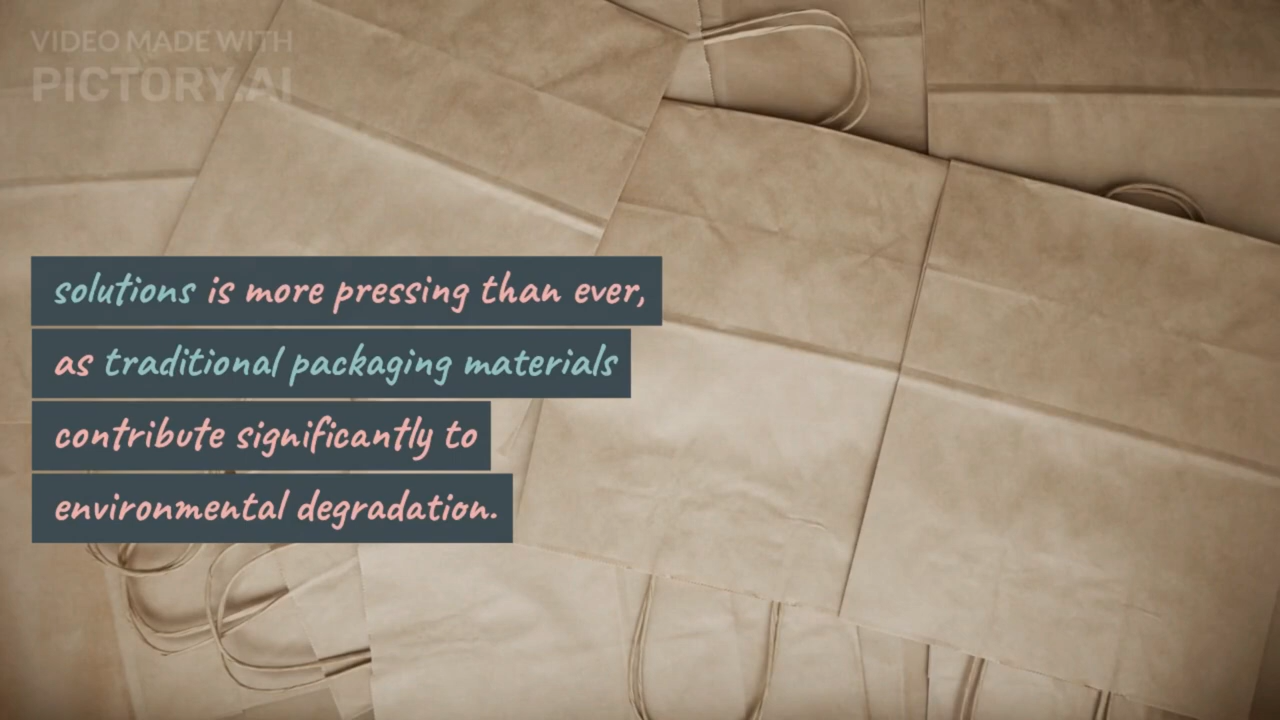 VIDEO MADE WITH
PICTORY.AI
solutions is more pressing than ever,
as traditional packaging materials
contribute significantly to
environmental degradation.